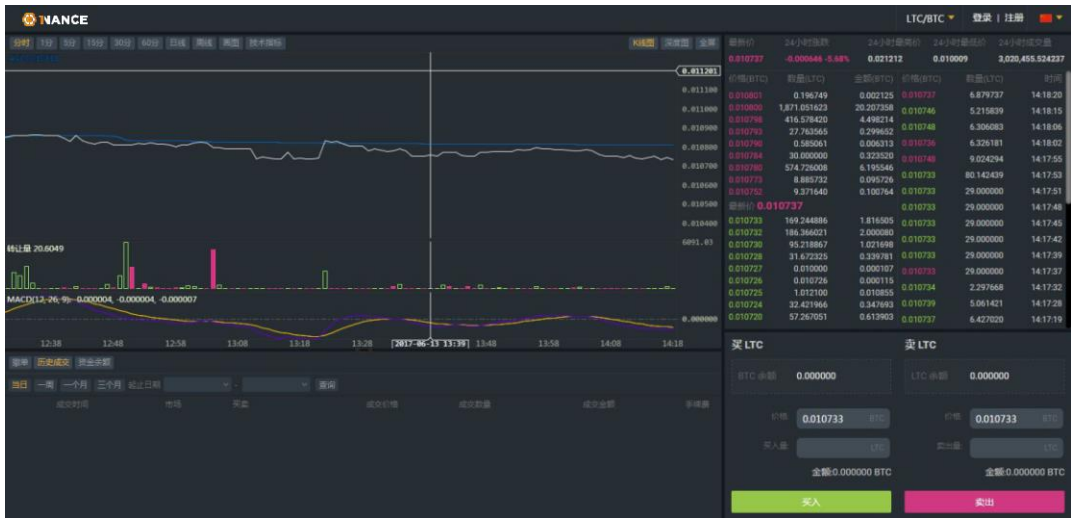 1NANCE
LTC/BTC 登录 | 注册
分时 1分 5分 15分 30分 60分 日线 周线 画图 技术指标 K线图 深度图 全屏
0.011201
0.011100
0.011000
0.010900
0.010800
0.010700
0.010600
0.010500
0.010400
6091.03
转让量 20.6049
MACD(12, 26, 9): 0.000004, -0.000004, -0.000007
0.000000
12:38 12:48 12:58 13:08 13:18 13:28 2017-06-13 13:39 13:48 13:58 14:08 14:18
最新价 24小时涨跌 24小时最高价 24小时最低价 24小时成交量
0.010737 -0.000646 -5.68% 0.021212 0.010009 3,020,455.524237
价格(BTC) 数量(LTC) 金额(BTC)
0.010801 0.196749 0.002125
0.010800 1,871.051623 20.207358
0.010798 416.578420 4.498214
0.010793 27.763565 0.299652
0.010790 0.585061 0.006313
0.010784 30.000000 0.323520
0.010780 574.726008 6.195546
0.010773 8.885732 0.095726
0.010752 9.371640 0.100764
最新价 0.010737
0.010733 169.244886 1.816505
0.010732 186.366021 2.000080
0.010730 95.218867 1.021698
0.010728 31.672325 0.339781
0.010727 0.010000 0.000107
0.010726 0.010726 0.000115
0.010725 1.012100 0.010855
0.010724 32.421966 0.347693
0.010720 57.267051 0.613903
价格(BTC) 数量(LTC) 时间
0.010737 6.879737 14:18:20
0.010746 5.215839 14:18:15
0.010748 6.306083 14:18:06
0.010736 6.326181 14:18:02
0.010740 9.024294 14:17:55
0.010733 80.142439 14:17:53
0.010733 29.000000 14:17:51
0.010733 29.000000 14:17:48
0.010733 29.000000 14:17:45
0.010733 29.000000 14:17:42
0.010733 29.000000 14:17:39
0.010733 29.000000 14:17:37
0.010734 2.297668 14:17:32
0.010739 5.061421 14:17:28
0.010737 6.427020 14:17:19
撤单 历史成交 资金余额
当日 一周 一个月 三个月 起止日期 - 查询
成交时间 市场 买卖 成交价格 成交数量 成交金额 手续费
买 LTC
BTC 余额 0.000000
价格 0.010733 BTC
买入量 LTC
金额:0.000000 BTC
买入
卖 LTC
LTC 余额 0.000000
价格 0.010733 BTC
卖出量 LTC
金额:0.000000 BTC
卖出